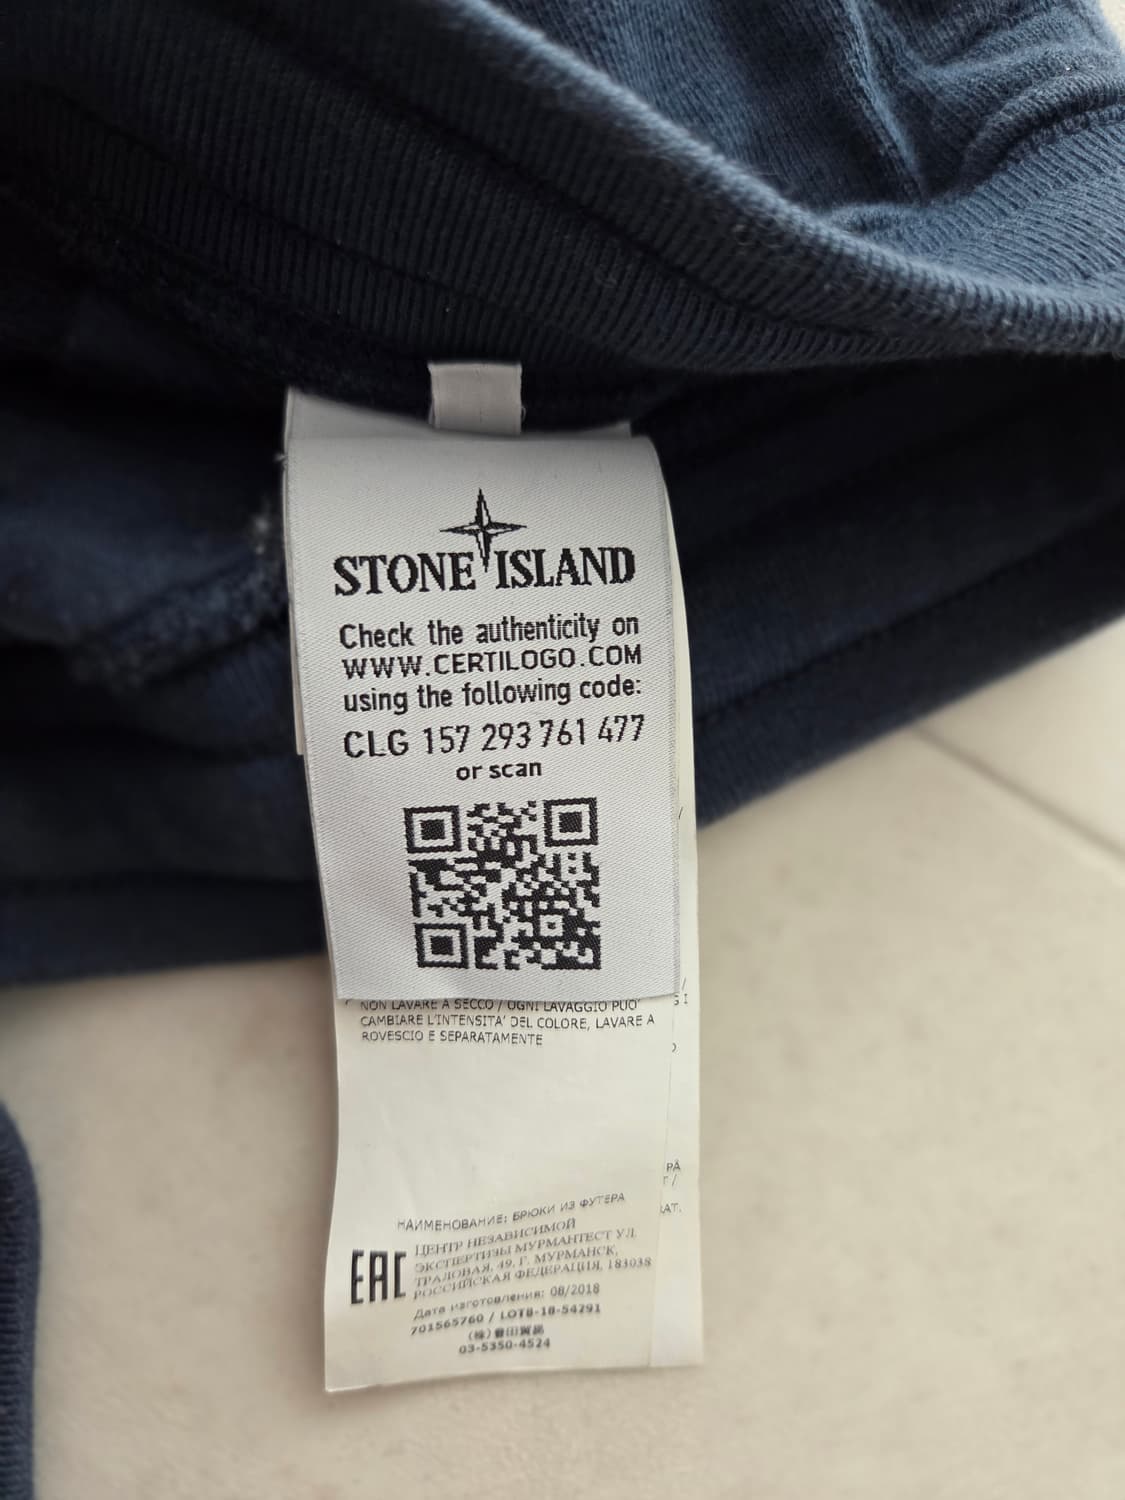 STONE ISLAND
Check the authenticity on
WWW.CERTILOGO.COM
using the following code:
CLG 157 293 761 477
or scan
NON LAVARE A SECCO / OGNI LAVAGGIO PUO'
CAMBIARE L'INTENSITA' DEL COLORE, LAVARE A
ROVESCIO E SEPARATAMENTE
НАИМЕНОВАНИЕ: БРЮКИ ИЗ ФУТЕРА
EAC
ЦЕНТР НЕЗАВИСИМОЙ
ЭКСПЕРТИЗЫ МУРМАНТЕСТ УЛ.
ТРАЛОВАЯ, 49, Г. МУРМАНСК,
РОССИЙСКАЯ ФЕДЕРАЦИЯ, 183038
Дата изготовления: 08/2018
701565760 / LOT8-18-54291
(株)
03-5350-4524